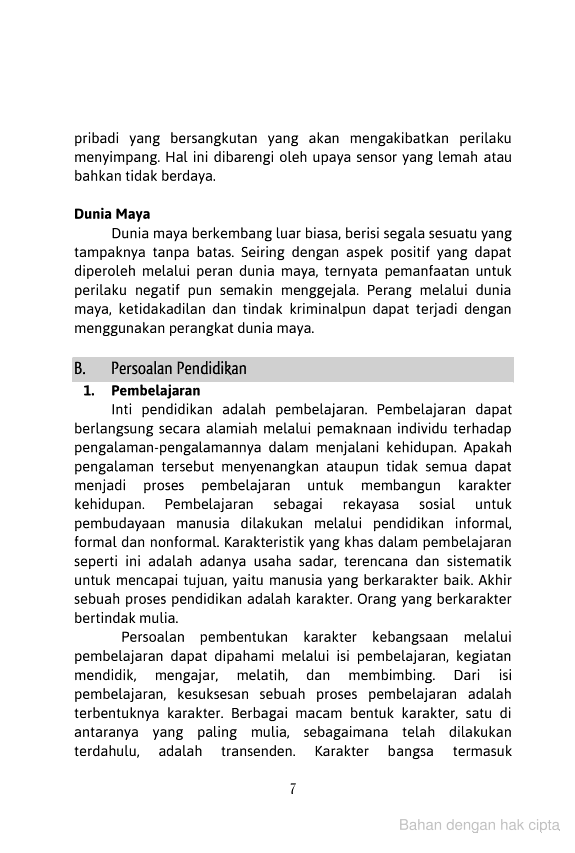 pribadi yang bersangkutan yang akan mengakibatkan perilaku
menyimpang. Hal ini dibarengi oleh upaya sensor yang lemah atau
bahkan tidak berdaya.
Dunia Maya
Dunia maya berkembang luar biasa, berisi segala sesuatu yang
tampaknya tanpa batas. Seiring dengan aspek positif yang dapat
diperoleh melalui peran dunia maya, ternyata pemanfaatan untuk
perilaku negatif pun semakin menggejala. Perang melalui dunia
maya, ketidakadilan dan tindak kriminalpun dapat terjadi dengan
menggunakan perangkat dunia maya.
B. Persoalan Pendidikan
1. Pembelajaran
Inti pendidikan adalah pembelajaran. Pembelajaran dapat
berlangsung secara alamiah melalui pemaknaan individu terhadap
pengalaman-pengalamannya dalam menjalani kehidupan. Apakah
pengalaman tersebut menyenangkan ataupun tidak semua dapat
menjadi proses pembelajaran untuk membangun karakter
kehidupan. Pembelajaran sebagai rekayasa sosial untuk
pembudayaan manusia dilakukan melalui pendidikan informal,
formal dan nonformal. Karakteristik yang khas dalam pembelajaran
seperti ini adalah adanya usaha sadar, terencana dan sistematik
untuk mencapai tujuan, yaitu manusia yang berkarakter baik. Akhir
sebuah proses pendidikan adalah karakter. Orang yang berkarakter
bertindak mulia.
Persoalan pembentukan karakter kebangsaan melalui
pembelajaran dapat dipahami melalui isi pembelajaran, kegiatan
mendidik, mengajar, melatih, dan membimbing. Dari isi
pembelajaran, kesuksesan sebuah proses pembelajaran adalah
terbentuknya karakter. Berbagai macam bentuk karakter, satu di
antaranya yang paling mulia, sebagaimana telah dilakukan
terdahulu, adalah transenden. Karakter bangsa termasuk
7
Bahan dengan hak cipta